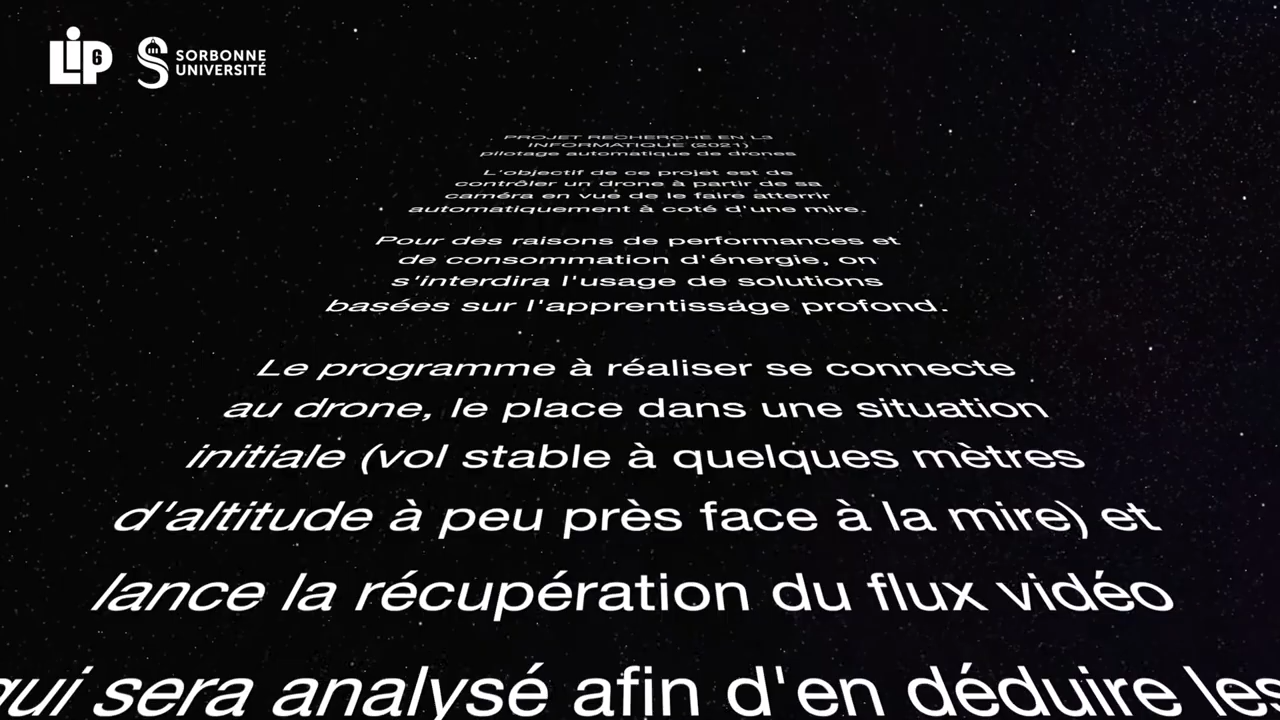 LiP6
SORBONNE
UNIVERSITÉ
PROJET RECHERCHE EN L3
INFORMATIQUE (2021)
pilotage automatique de drones
L'objectif de ce projet est de
contrôler un drone à partir de sa
caméra en vue de le faire atterrir
automatiquement à coté d'une mire.
Pour des raisons de performances et
de consommation d'énergie, on
s'interdira l'usage de solutions
basées sur l'apprentissage profond.
Le programme à réaliser se connecte
au drone, le place dans une situation
initiale (vol stable à quelques mètres
d'altitude à peu près face à la mire) et
lance la récupération du flux vidéo
qui sera analysé afin d'en déduire les